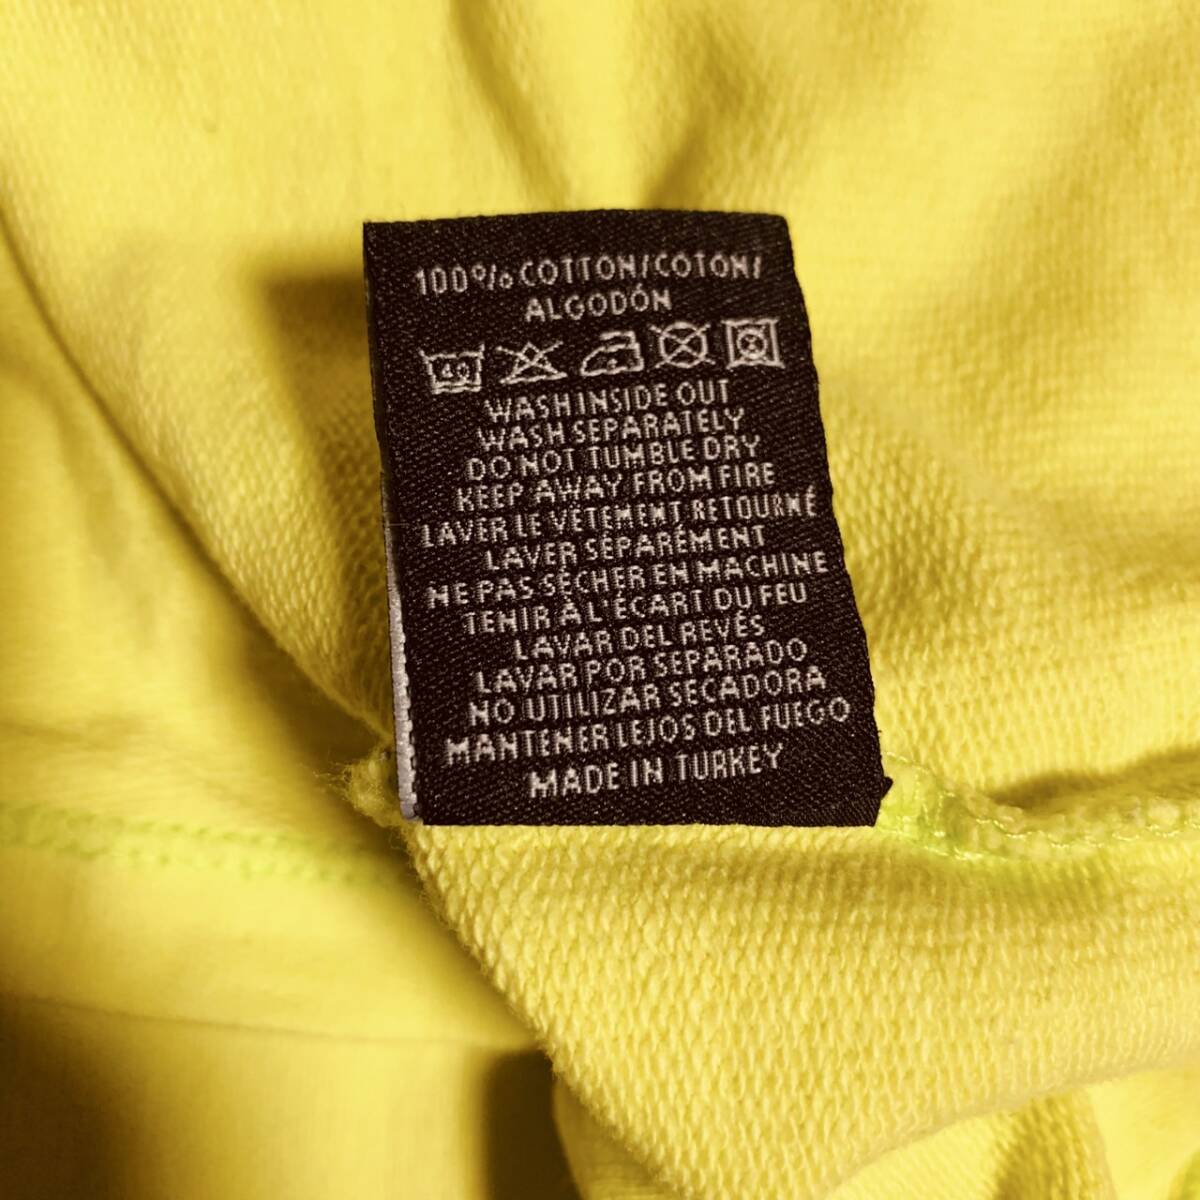 100% COTTON/COTON/
ALGODÓN
40
WASH INSIDE OUT
WASH SEPARATELY
DO NOT TUMBLE DRY
KEEP AWAY FROM FIRE
LAVER LE VÊTEMENT RETOURNÉ
LAVER SÉPARÉMENT
NE PAS SÉCHER EN MACHINE
TENIR À L'ÉCART DU FEU
LAVAR DEL REVÉS
LAVAR POR SEPARADO
NO UTILIZAR SECADORA
MANTENER LEJOS DEL FUEGO
MADE IN TURKEY